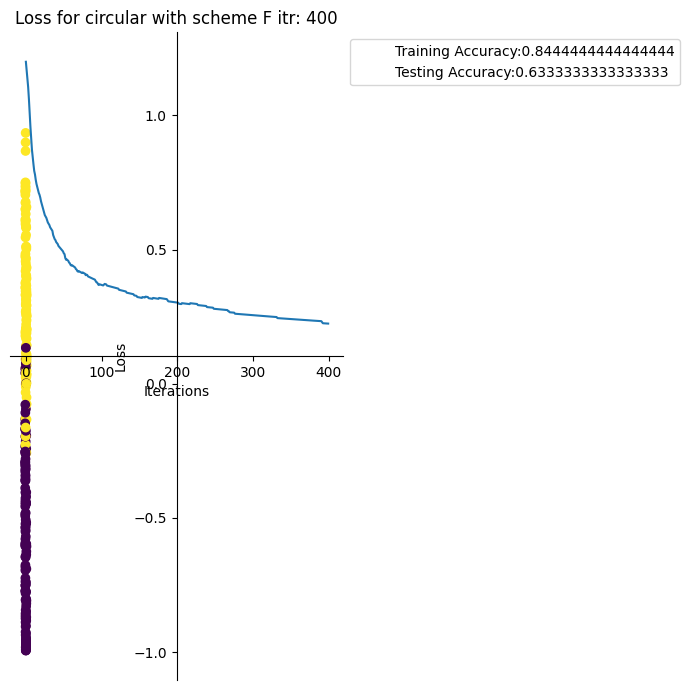 Loss for circular with scheme F itr: 400
Training Accuracy:0.8444444444444444
Testing Accuracy:0.6333333333333333
1.0
0.5
Loss
0 100 200 300 400
0.0
Iterations
−0.5
−1.0